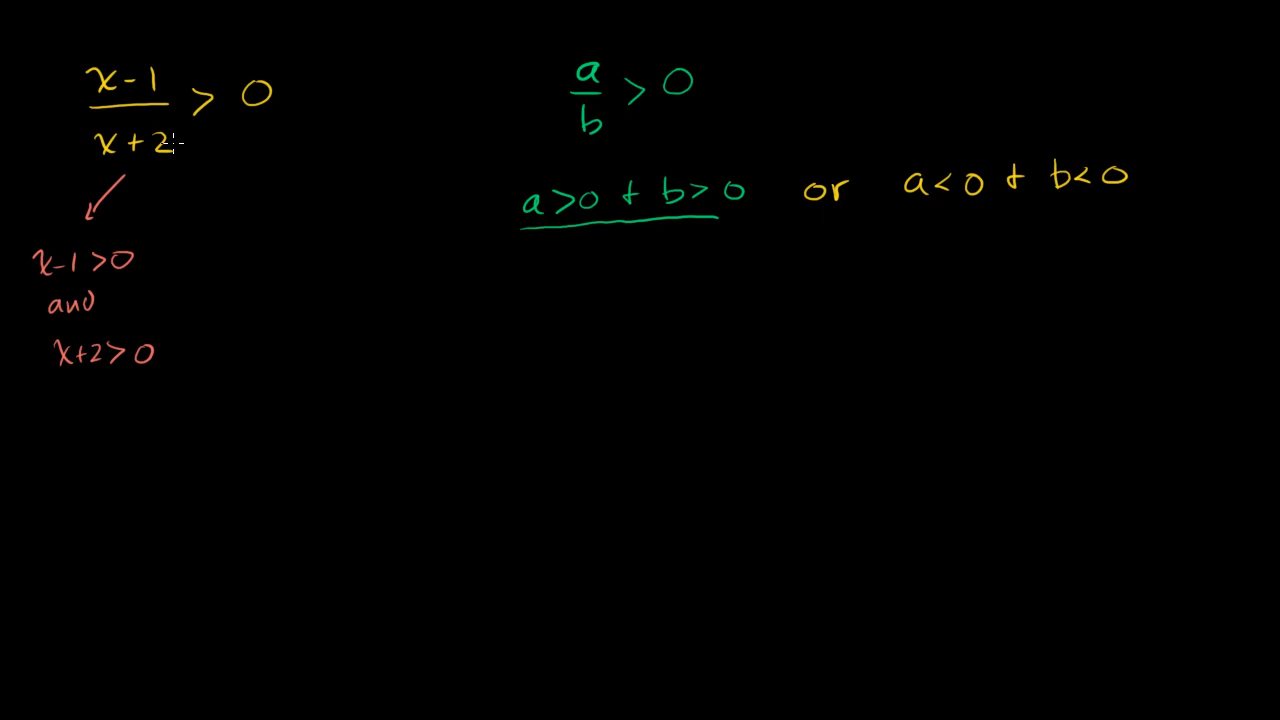 x-1
x+2 > 0
x-1 >0
and
x+2 > 0
a
b > 0
a>0 + b> 0 or a<0 + b<0